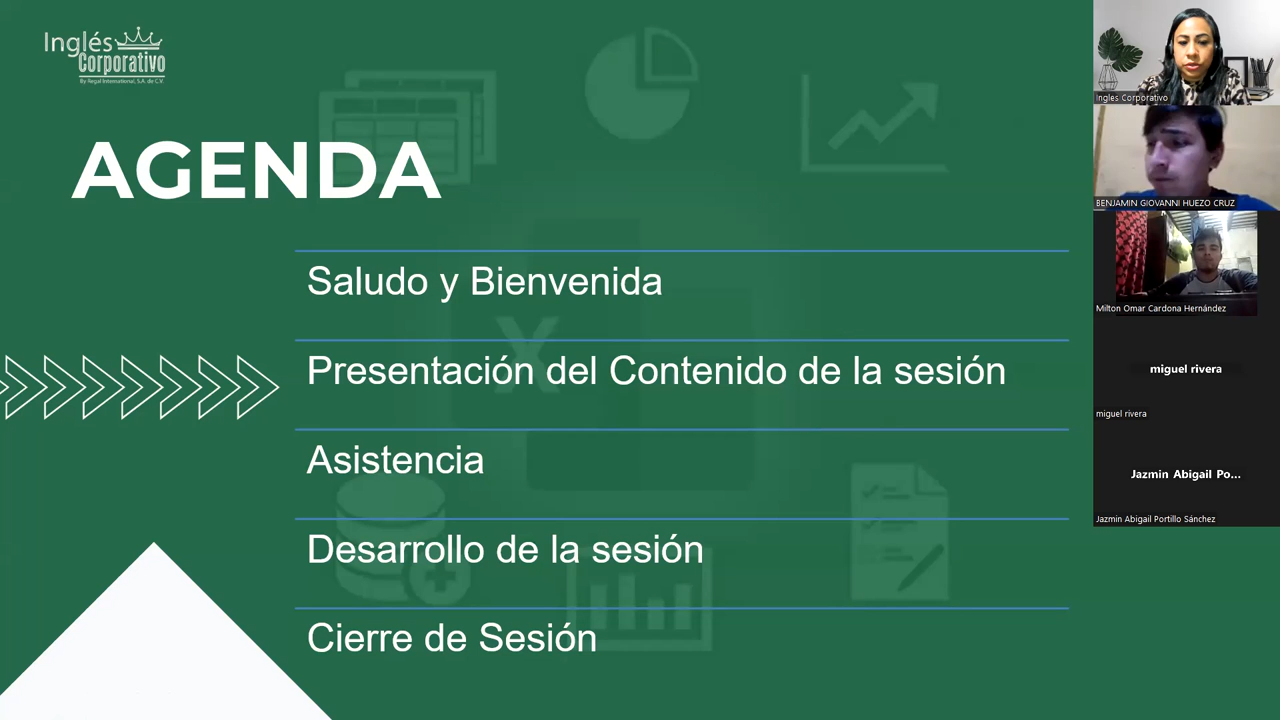 Inglés
Corporativo
By Regal International, S.A. de C.V.
AGENDA
Saludo y Bienvenida
Presentación del Contenido de la sesión
Asistencia
Desarrollo de la sesión
Cierre de Sesión
X
Ingles Corporativo
BENJAMIN GIOVANNI HUEZO CRUZ
Milton Omar Cardona Hernández
miguel rivera
miguel rivera
Jazmin Abigail Po...
Jazmin Abigail Portillo Sánchez